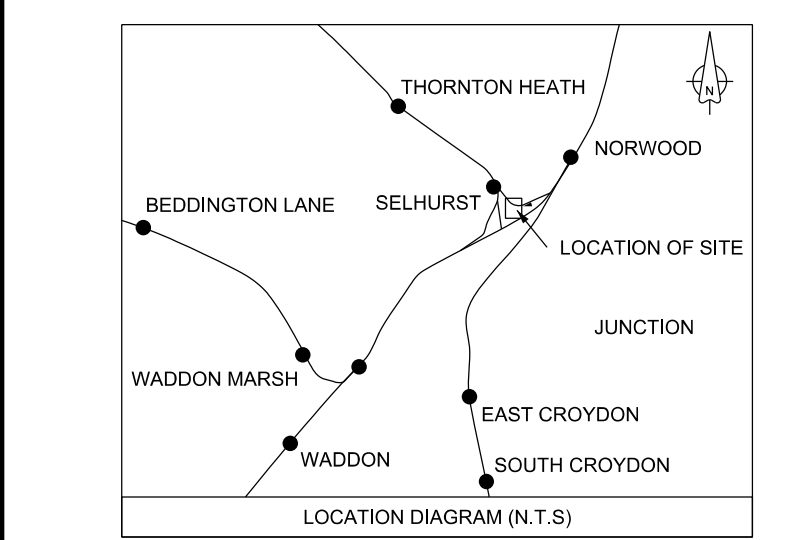 THORNTON HEATH
N
NORWOOD
BEDDINGTON LANE
SELHURST
LOCATION OF SITE
JUNCTION
WADDON MARSH
EAST CROYDON
WADDON
SOUTH CROYDON
LOCATION DIAGRAM (N.T.S)